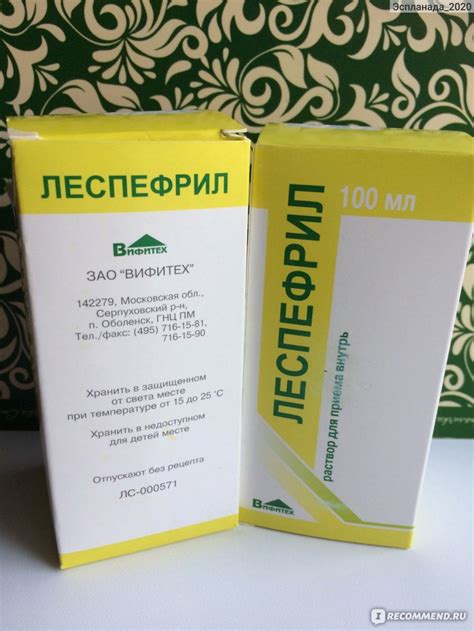 Эспланада_2020
ЛЕСПЕФРИЛ
ВИФИТЕХ
ЗАО "ВИФИТЕХ"
142279, Московская обл.,
Серпуховский р-н,
п. Оболенск, ГНЦ ПМ
Тел./факс: (495) 716-15-81,
716-15-90
Хранить в защищенном
от света месте
при температуре от 15 до 25 °С
Хранить в недоступном
для детей месте
Отпускают без рецепта
ЛС-000571
100 мл
ЛЕСПЕФРИЛ
раствор для приема внутрь
ВИФИТЕХ
I RECOMMEND.RU